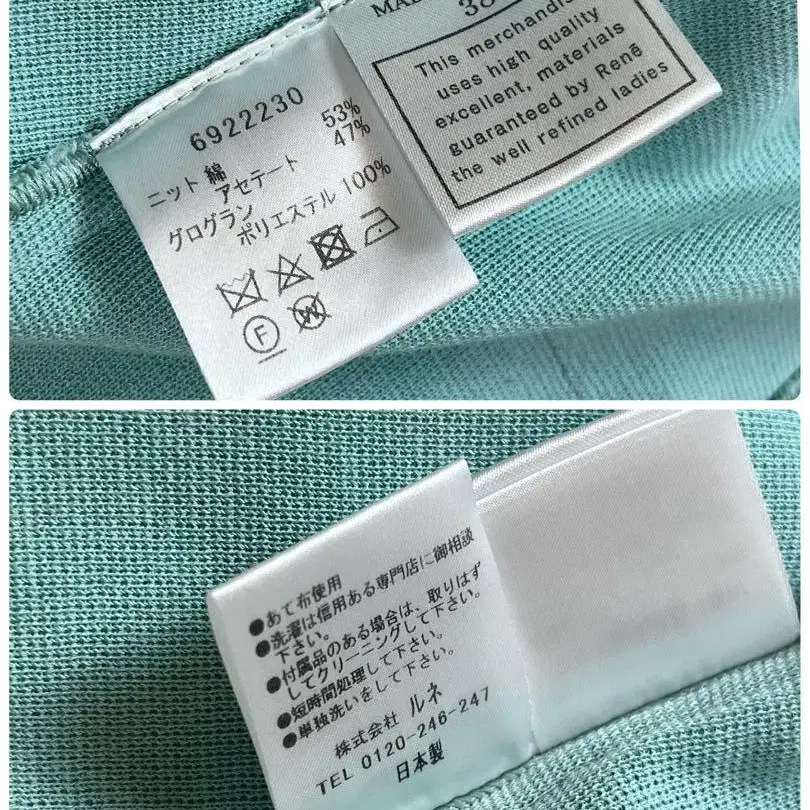 6922230
ニット 綿 53%
アセテート 47%
グログラン
ポリエステル 100%
F
W
38
This merchandise
uses high quality
excellent, materials
guaranteed by Renē
the well refined ladies
●あて布使用
●洗濯は信用ある専門店に御相談
下さい。
●付属品のある場合は、取りはず
してクリーニングして下さい。
●短時間処理して下さい。
●単独洗いをして下さい。
株式会社 ルネ
TEL 0120-246-247
日本製